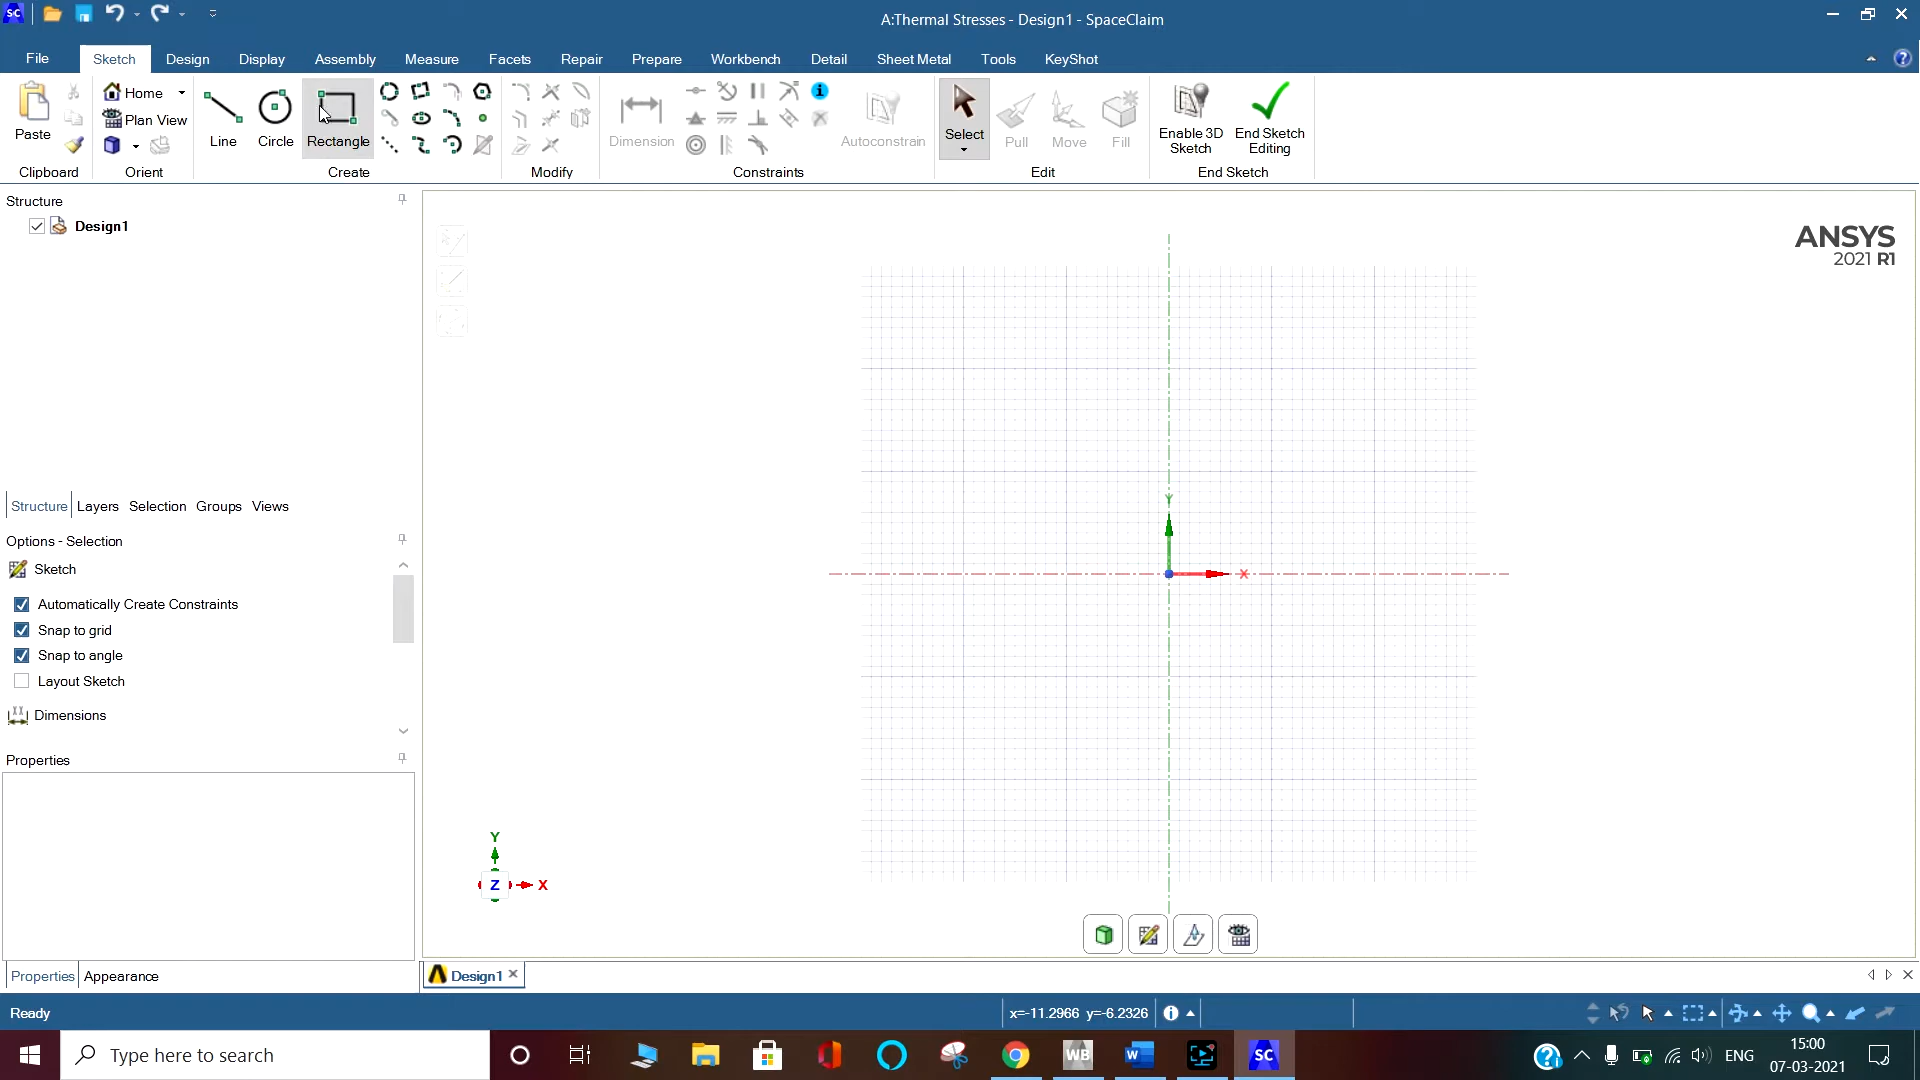 SC
A:Thermal Stresses - Design1 - SpaceClaim
File Sketch Design Display Assembly Measure Facets Repair Prepare Workbench Detail Sheet Metal Tools KeyShot
Paste
Home
Plan View
Line
Circle
Rectangle
Dimension
Autoconstrain
Select
Pull
Move
Fill
Enable 3D
Sketch
End Sketch
Editing
Clipboard Orient Create Modify Constraints Edit End Sketch
Structure
Design1
ANSYS
2021 R1
Structure Layers Selection Groups Views
Options - Selection
Sketch
Automatically Create Constraints
Snap to grid
Snap to angle
Layout Sketch
Dimensions
Properties
Y
X
Y
Z
X
Properties Appearance
Design1
Ready
x=-11.2966 y=-6.2326
Type here to search
WB
W
SC
ENG
15:00
07-03-2021